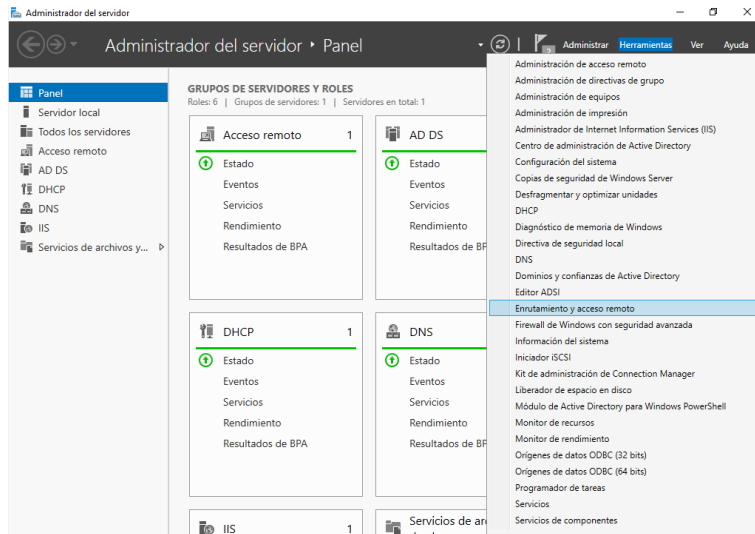 Administrador del servidor
Administrador del servidor ‣ Panel
Administrar Herramientas Ver Ayuda
Panel
Servidor local
Todos los servidores
Acceso remoto
AD DS
DHCP
DNS
IIS
Servicios de archivos y...
GRUPOS DE SERVIDORES Y ROLES
Roles: 6 | Grupos de servidores: 1 | Servidores en total: 1
Acceso remoto 1
Estado
Eventos
Servicios
Rendimiento
Resultados de BPA
AD DS
Estado
Eventos
Servicios
Rendimiento
Resultados de BP
DHCP 1
Estado
Eventos
Servicios
Rendimiento
Resultados de BPA
DNS
Estado
Eventos
Servicios
Rendimiento
Resultados de BP
IIS 1
Servicios de ar
Administración de acceso remoto
Administración de directivas de grupo
Administración de equipos
Administración de impresión
Administrador de Internet Information Services (IIS)
Centro de administración de Active Directory
Configuración del sistema
Copias de seguridad de Windows Server
Desfragmentar y optimizar unidades
DHCP
Diagnóstico de memoria de Windows
Directiva de seguridad local
DNS
Dominios y confianzas de Active Directory
Editor ADSI
Enrutamiento y acceso remoto
Firewall de Windows con seguridad avanzada
Información del sistema
Iniciador iSCSI
Kit de administración de Connection Manager
Liberador de espacio en disco
Módulo de Active Directory para Windows PowerShell
Monitor de recursos
Monitor de rendimiento
Orígenes de datos ODBC (32 bits)
Orígenes de datos ODBC (64 bits)
Programador de tareas
Servicios
Servicios de componentes